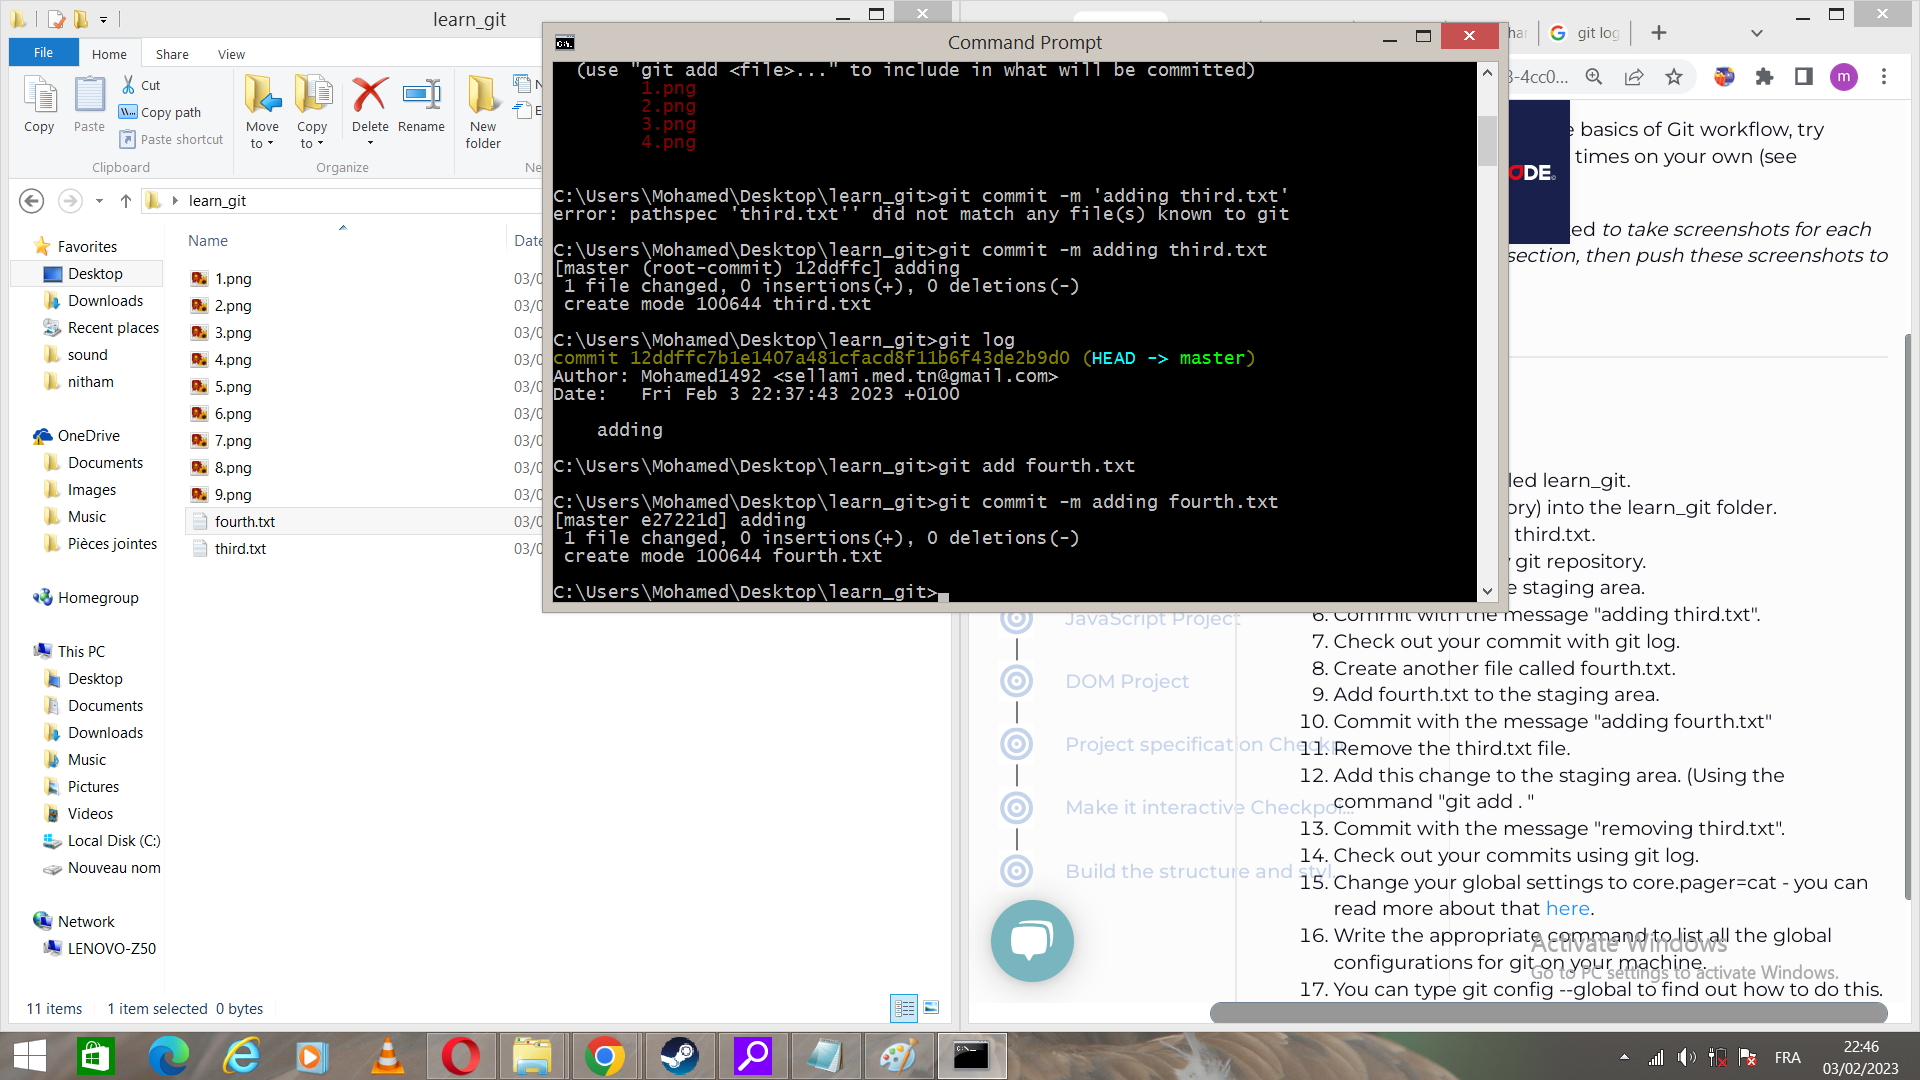 learn_git
File
Home
Share
View
Copy
Paste
Cut
Copy path
Paste shortcut
Clipboard
Move
to
Copy
to
Delete
Rename
Organize
New
folder
Ne
learn_git
Name
Date
Favorites
Desktop
Downloads
Recent places
sound
nitham
OneDrive
Documents
Images
Music
Pièces jointes
Homegroup
This PC
Desktop
Documents
Downloads
Music
Pictures
Videos
Local Disk (C:)
Nouveau nom
Network
LENOVO-Z50
1.png 03/0
2.png 03/0
3.png 03/0
4.png 03/0
5.png 03/0
6.png 03/0
7.png 03/0
8.png 03/0
9.png 03/0
fourth.txt 03/0
third.txt 03/0
11 items 1 item selected 0 bytes
Command Prompt
(use "git add <file>..." to include in what will be committed)
1.png
2.png
3.png
4.png
C:\Users\Mohamed\Desktop\learn_git>git commit -m 'adding third.txt'
error: pathspec 'third.txt'' did not match any file(s) known to git
C:\Users\Mohamed\Desktop\learn_git>git commit -m adding third.txt
[master (root-commit) 12ddffc] adding
1 file changed, 0 insertions(+), 0 deletions(-)
create mode 100644 third.txt
C:\Users\Mohamed\Desktop\learn_git>git log
commit 12ddffc7b1e1407a481cfacd8f11b6f43de2b9d0 (HEAD -> master)
Author: Mohamed1492 <sellami.med.tn@gmail.com>
Date:   Fri Feb 3 22:37:43 2023 +0100
adding
C:\Users\Mohamed\Desktop\learn_git>git add fourth.txt
C:\Users\Mohamed\Desktop\learn_git>git commit -m adding fourth.txt
[master e27221d] adding
1 file changed, 0 insertions(+), 0 deletions(-)
create mode 100644 fourth.txt
C:\Users\Mohamed\Desktop\learn_git>
git log
3-4cc0...
m
basics of Git workflow, try
times on your own (see
ODE
ed to take screenshots for each
section, then push these screenshots to
led learn_git.
ory) into the learn_git folder.
third.txt.
git repository.
e staging area.
6. Commit with the message "adding third.txt".
7. Check out your commit with git log.
8. Create another file called fourth.txt.
9. Add fourth.txt to the staging area.
10. Commit with the message "adding fourth.txt"
11. Remove the third.txt file.
12. Add this change to the staging area. (Using the
command "git add . "
13. Commit with the message "removing third.txt".
14. Check out your commits using git log.
15. Change your global settings to core.pager=cat - you can
read more about that here.
16. Write the appropriate command to list all the global
configurations for git on your machine.
17. You can type git config --global to find out how to do this.
JavaScript Project
DOM Project
Project specification Checkp
Make it interactive Checkpoi...
Build the structure and styl...
Activate Windows
Go to PC settings to activate Windows.
FRA
22:46
03/02/2023